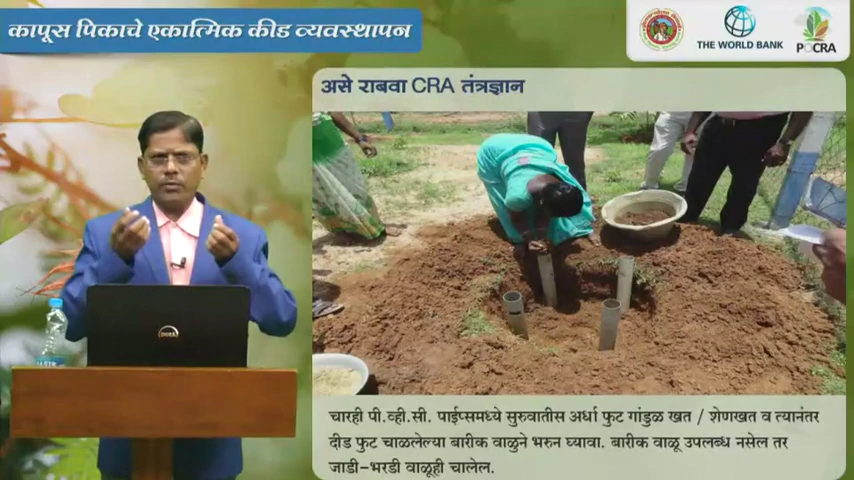 कापूस पिकाचे एकात्मिक कीड व्यवस्थापन
THE WORLD BANK
POCRA
असे राबवा CRA तंत्रज्ञान
DELL
चारही पी.व्ही.सी. पाईप्समध्ये सुरुवातीस अर्धा फुट गांडुळ खत / शेणखत व त्यानंतर
दीड फुट चाळलेल्या बारीक वाळुने भरुन घ्यावा. बारीक वाळू उपलब्ध नसेल तर
जाडी-भरडी वाळूही चालेल.